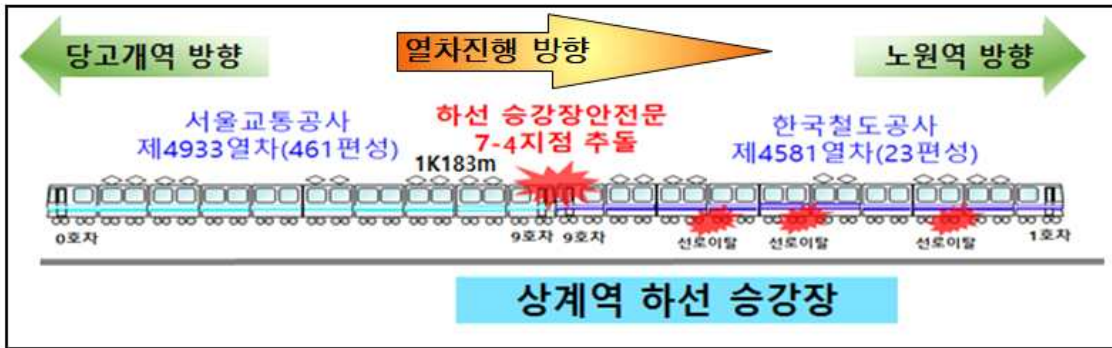 당고개역 방향
열차진행 방향
노원역 방향
서울교통공사
제4933열차(461편성)
하선 승강장안전문
7-4지점 추돌
한국철도공사
제4581열차(23편성)
1K183m
0호차
9호차
9호차
선로이탈
선로이탈
선로이탈
1호차
상계역 하선 승강장